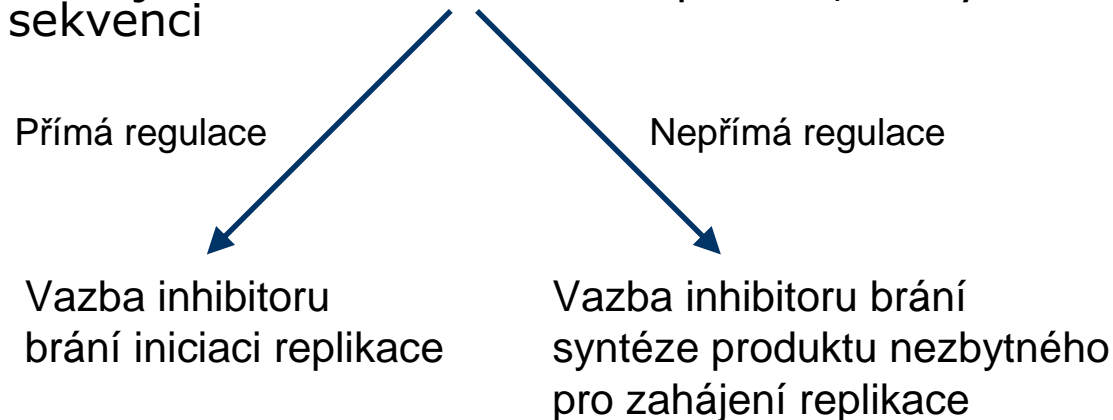 sekvenci
Přímá regulace
Nepřímá regulace
Vazba inhibitoru
brání iniciaci replikace
Vazba inhibitoru brání
syntéze produktu nezbytného
pro zahájení replikace